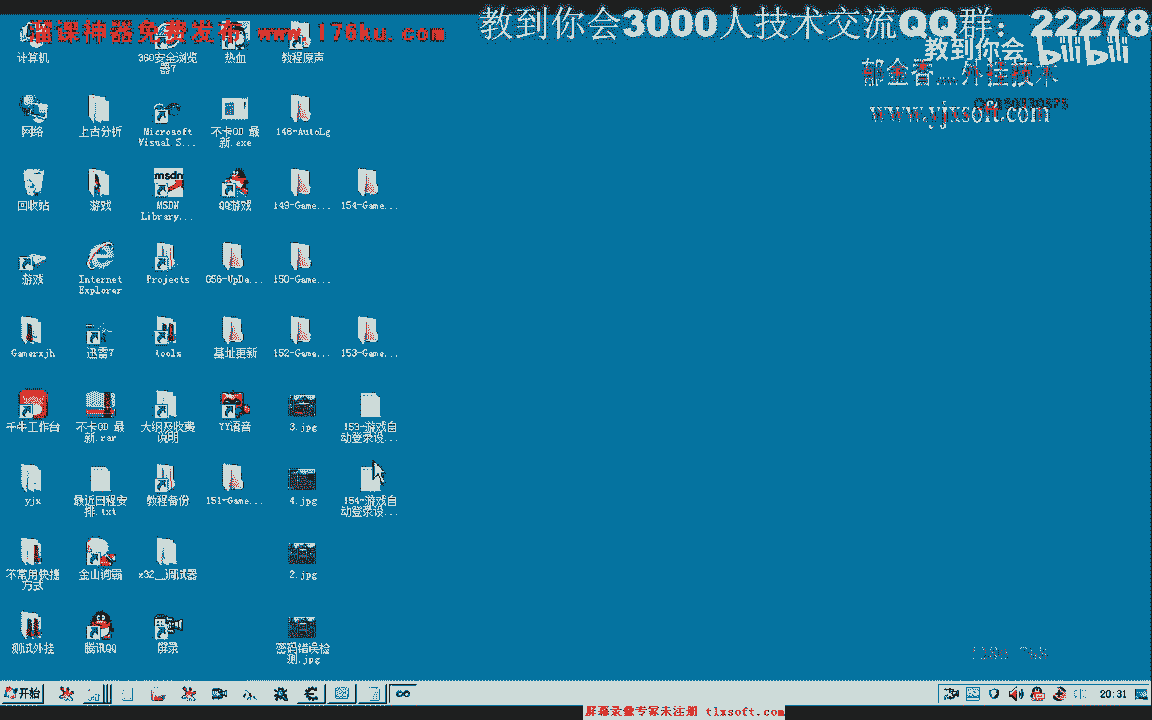 溜课神器免费发布 www.176ku.com
教到你会3000人技术交流QQ群：22278
教到你会 bilibili
郁金香....外挂技术
www.yjxsoft.com
计算机
360安全浏览器7
热血
教程原声
网络
上古分析
Microsoft Visual S...
不卡QD 最新.exe
146-AutoLg
回收站
游戏
MSDN Library...
QQ游戏
149-Game...
154-Game...
游戏
Internet Explorer
Projects
G56-UpDa...
150-Game...
Gamerxjh
迅雷7
tools
基址更新
152-Game...
153-Game...
千牛工作台
不卡QD 最新.rar
大纲及收费说明
YY语音
3.jpg
153-游戏自动登录设...
yjx
最近日程安排.txt
教程备份
151-Game...
4.jpg
154-游戏自动登录设...
不常用快捷方式
金山词霸
x32__调试器
2.jpg
测试外挂
腾讯QQ
屏录
密码错误检测.jpg
开始
20:31
屏幕录像专家未注册 tlxsoft.com